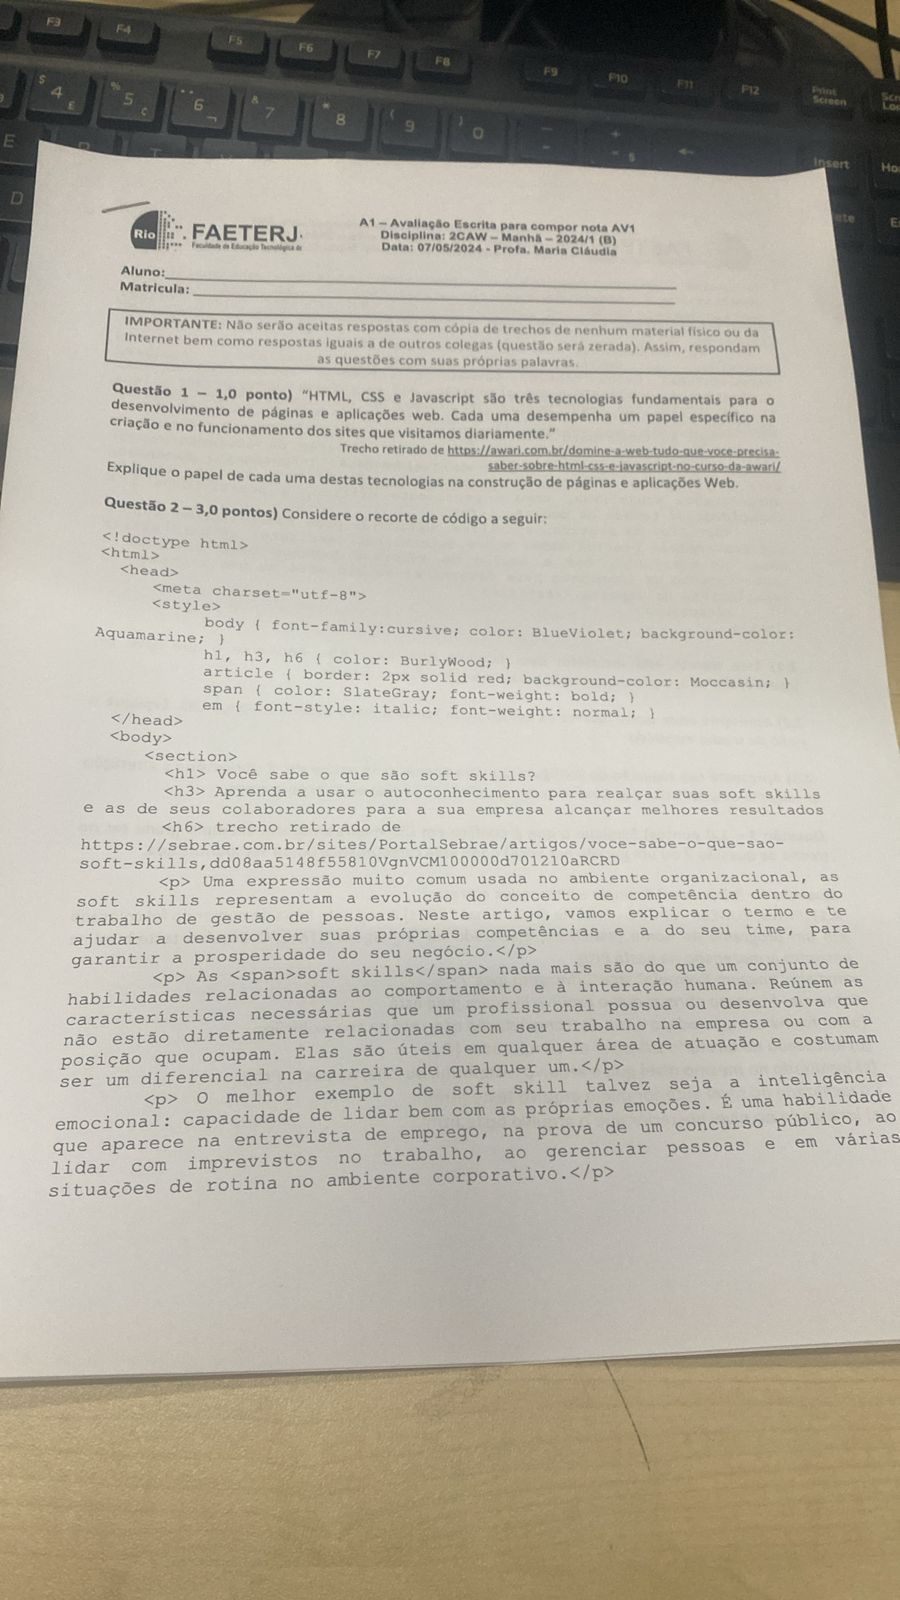 F3 F4 F5 F6 F7 F8 F9 F10 F11 F12 Print Screen
$ 4 £ % 5 ¢ 6 ¬ & 7 * 8 ( 9 ) 0 - + = § ← Insert
E
D
Rio
FAETERJ
Faculdade de Educação Tecnológica do
A1 – Avaliação Escrita para compor nota AV1
Disciplina: 2CAW – Manhã – 2024/1 (B)
Data: 07/05/2024 - Profa. Maria Cláudia
Aluno:
Matricula:
IMPORTANTE: Não serão aceitas respostas com cópia de trechos de nenhum material físico ou da
Internet bem como respostas iguais a de outros colegas (questão será zerada). Assim, respondam
as questões com suas próprias palavras.
Questão 1 – 1,0 ponto) “HTML, CSS e Javascript são três tecnologias fundamentais para o
desenvolvimento de páginas e aplicações web. Cada uma desempenha um papel específico na
criação e no funcionamento dos sites que visitamos diariamente.”
Trecho retirado de https://awari.com.br/domine-a-web-tudo-que-voce-precisa-
saber-sobre-html-css-e-javascript-no-curso-da-awari/
Explique o papel de cada uma destas tecnologias na construção de páginas e aplicações Web.
Questão 2 – 3,0 pontos) Considere o recorte de código a seguir:
<!doctype html>
<html>
<head>
<meta charset="utf-8">
<style>
body { font-family:cursive; color: BlueViolet; background-color:
Aquamarine; }
h1, h3, h6 { color: BurlyWood; }
article { border: 2px solid red; background-color: Moccasin; }
span { color: SlateGray; font-weight: bold; }
em { font-style: italic; font-weight: normal; }
</head>
<body>
<section>
<h1> Você sabe o que são soft skills?
<h3> Aprenda a usar o autoconhecimento para realçar suas soft skills
e as de seus colaboradores para a sua empresa alcançar melhores resultados
<h6> trecho retirado de
https://sebrae.com.br/sites/PortalSebrae/artigos/voce-sabe-o-que-sao-
soft-skills,dd08aa5148f55810VgnVCM100000d701210aRCRD
<p> Uma expressão muito comum usada no ambiente organizacional, as
soft skills representam a evolução do conceito de competência dentro do
trabalho de gestão de pessoas. Neste artigo, vamos explicar o termo e te
ajudar a desenvolver suas próprias competências e a do seu time, para
garantir a prosperidade do seu negócio.</p>
<p> As <span>soft skills</span> nada mais são do que um conjunto de
habilidades relacionadas ao comportamento e à interação humana. Reúnem as
características necessárias que um profissional possua ou desenvolva que
não estão diretamente relacionadas com seu trabalho na empresa ou com a
posição que ocupam. Elas são úteis em qualquer área de atuação e costumam
ser um diferencial na carreira de qualquer um.</p>
<p> O melhor exemplo de soft skill talvez seja a inteligência
emocional: capacidade de lidar bem com as próprias emoções. É uma habilidade
que aparece na entrevista de emprego, na prova de um concurso público, ao
lidar com imprevistos no trabalho, ao gerenciar pessoas e em várias
situações de rotina no ambiente corporativo.</p>